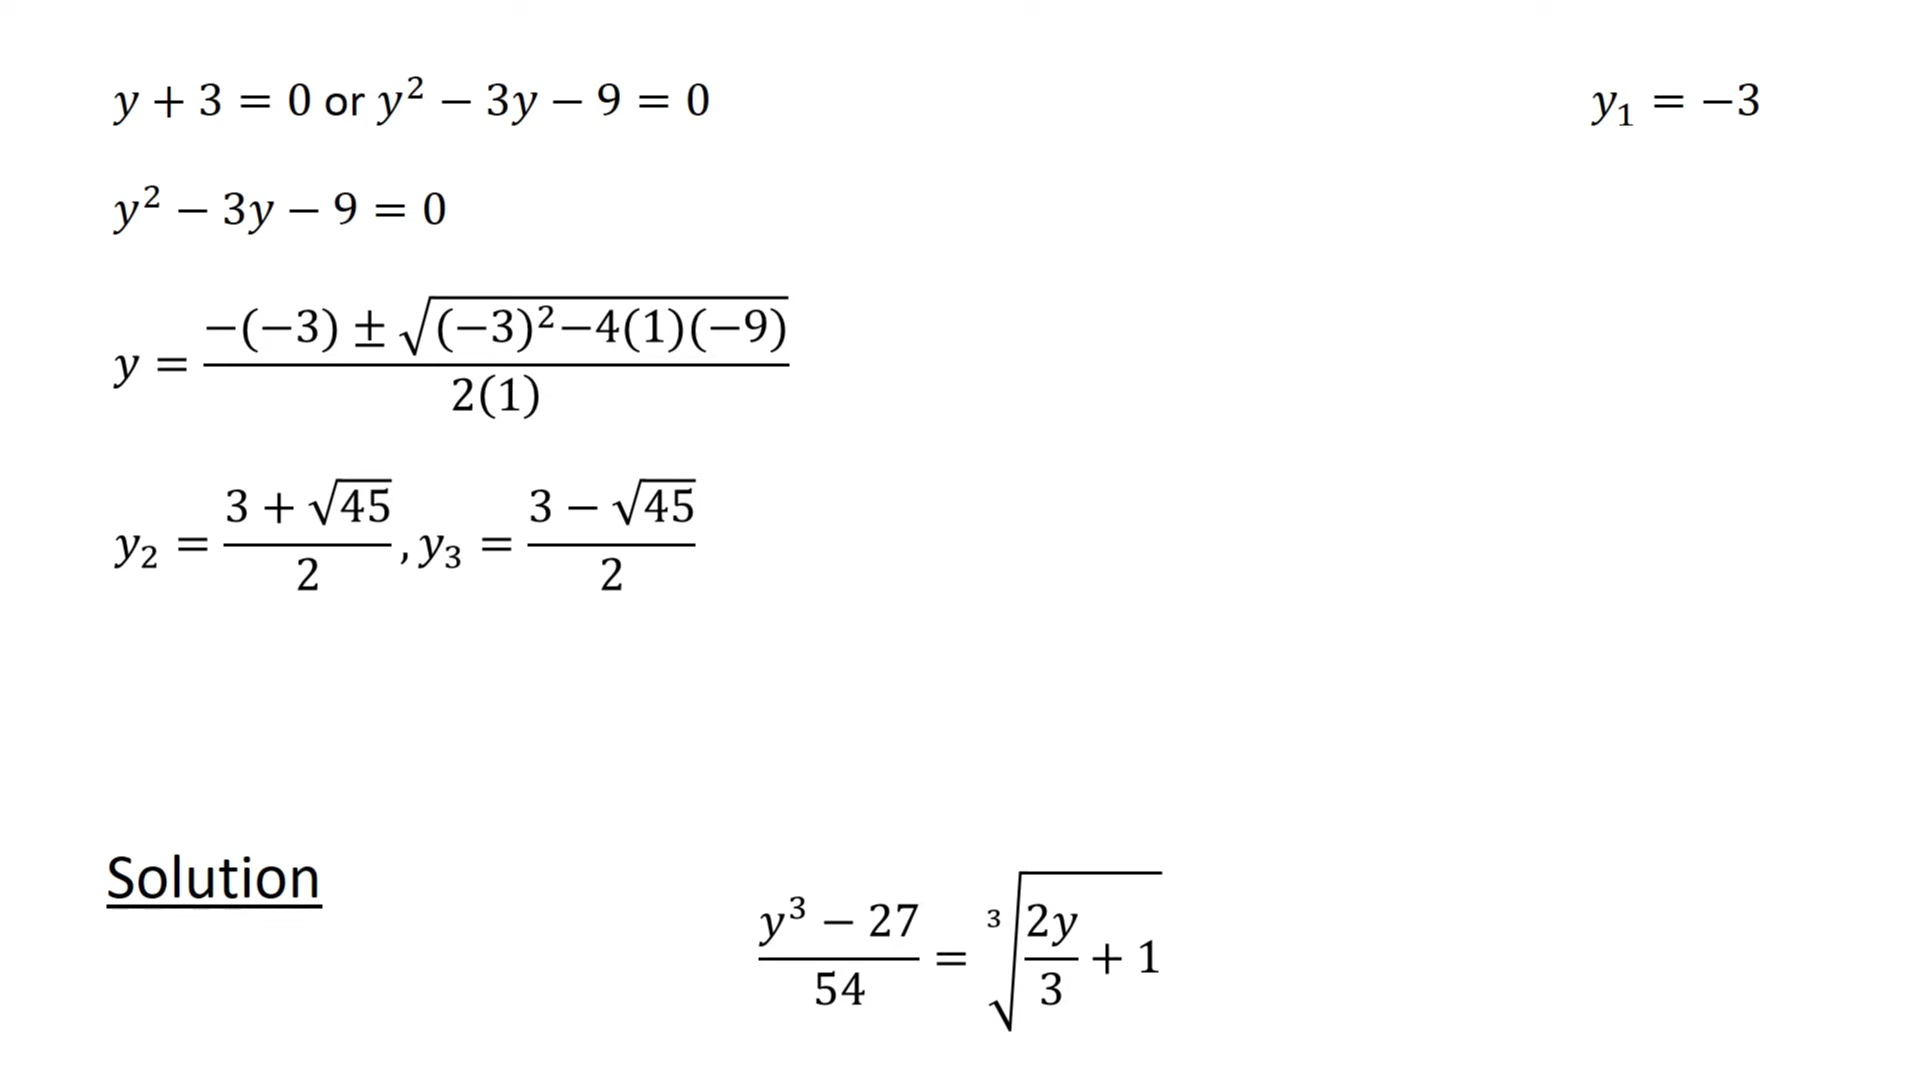 y + 3 = 0 or y² − 3y − 9 = 0
y₁ = −3
y² − 3y − 9 = 0
y = (−(−3) ± √((−3)²−4(1)(−9))) / (2(1))
y₂ = (3 + √45) / 2 , y₃ = (3 − √45) / 2
Solution
(y³ − 27) / 54 = ∛(2y/3 + 1)